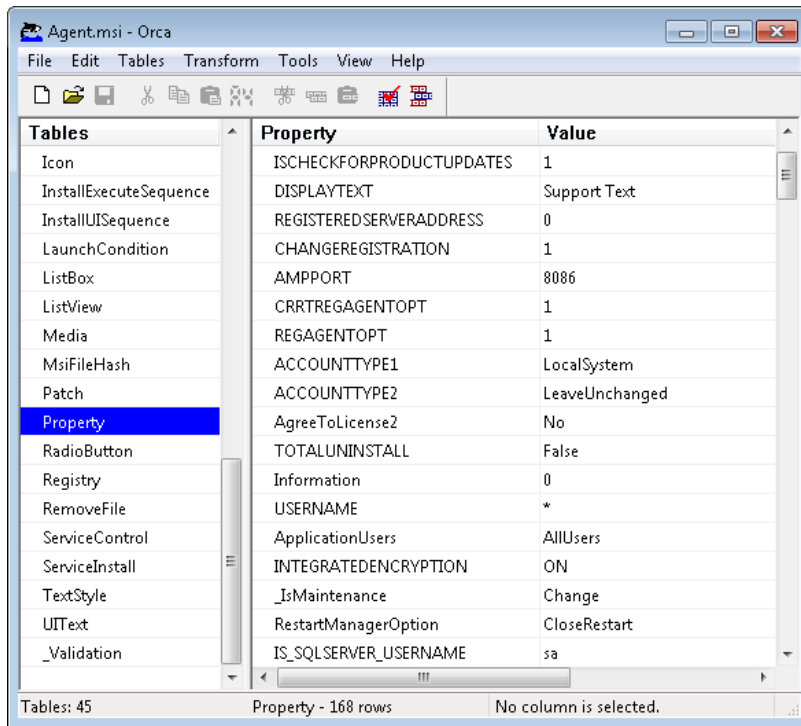 Agent.msi - Orca
File Edit Tables Transform Tools View Help
Tables Property Value
Icon ISCHECKFORPRODUCTUPDATES 1
InstallExecuteSequence DISPLAYTEXT Support Text
InstallUISequence REGISTEREDSERVERADDRESS 0
LaunchCondition CHANGEREGISTRATION 1
ListBox AMPPORT 8086
ListView CRRTREGAGENTOPT 1
Media REGAGENTOPT 1
MsiFileHash ACCOUNTTYPE1 LocalSystem
Patch ACCOUNTTYPE2 LeaveUnchanged
Property AgreeToLicense2 No
RadioButton TOTALUNINSTALL False
Registry Information 0
RemoveFile USERNAME *
ServiceControl ApplicationUsers AllUsers
ServiceInstall INTEGRATEDENCRYPTION ON
TextStyle _IsMaintenance Change
UIText RestartManagerOption CloseRestart
_Validation IS_SQLSERVER_USERNAME sa
Tables: 45 Property - 168 rows No column is selected.